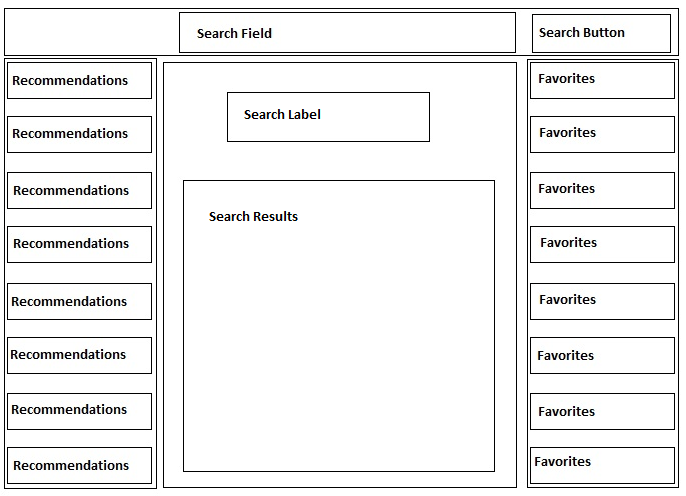 Search Field
Search Button
Recommendations
Recommendations
Recommendations
Recommendations
Recommendations
Recommendations
Recommendations
Recommendations
Search Label
Search Results
Favorites
Favorites
Favorites
Favorites
Favorites
Favorites
Favorites
Favorites